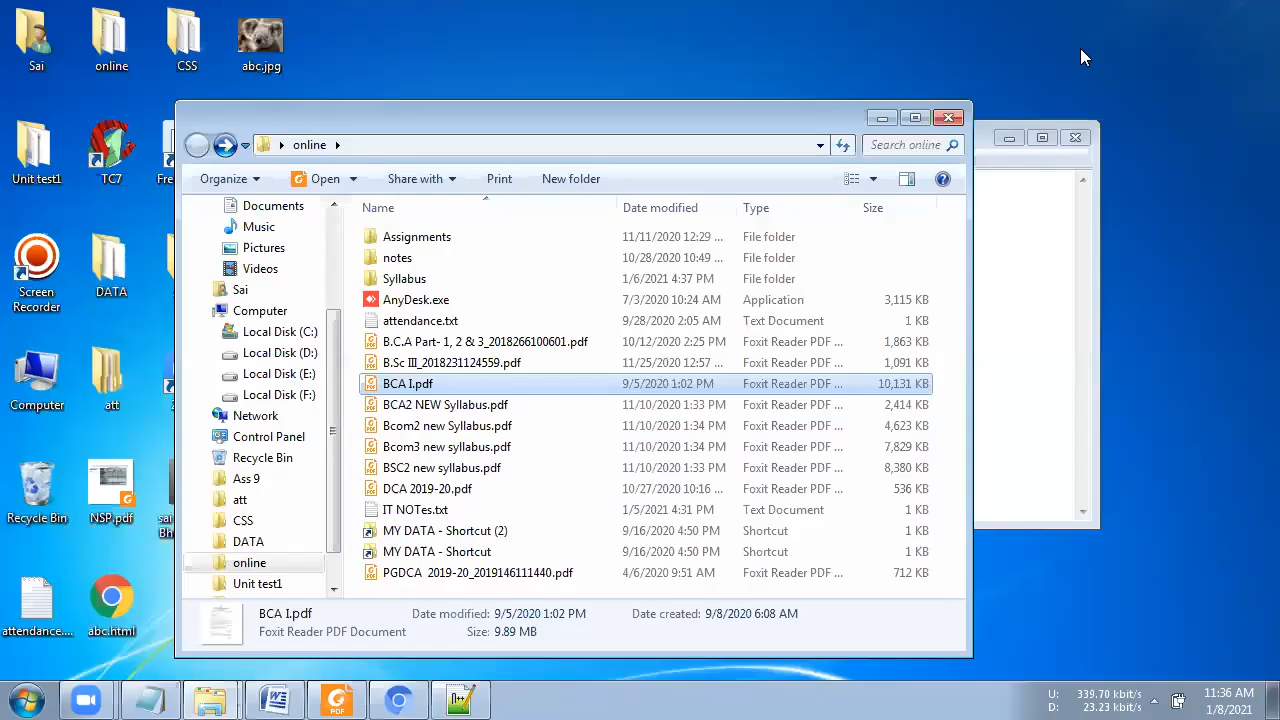 Sai
online
CSS
abc.jpg
Unit test1
TC7
Fre
Screen
Recorder
DATA
Computer
att
Recycle Bin
NSP.pdf
sai
Bh
attendance....
abc.html
online
Search online
Organize
Open
Share with
Print
New folder
Documents
Music
Pictures
Videos
Sai
Computer
Local Disk (C:)
Local Disk (D:)
Local Disk (E:)
Local Disk (F:)
Network
Control Panel
Recycle Bin
Ass 9
att
CSS
DATA
online
Unit test1
Name Date modified Type Size
Assignments 11/11/2020 12:29 ... File folder
notes 10/28/2020 10:49 ... File folder
Syllabus 1/6/2021 4:37 PM File folder
AnyDesk.exe 7/3/2020 10:24 AM Application 3,115 KB
attendance.txt 9/28/2020 2:05 AM Text Document 1 KB
B.C.A Part- 1, 2 & 3_2018266100601.pdf 10/12/2020 2:25 PM Foxit Reader PDF ... 1,863 KB
B.Sc III_2018231124559.pdf 11/25/2020 12:57 ... Foxit Reader PDF ... 1,091 KB
BCA I.pdf 9/5/2020 1:02 PM Foxit Reader PDF ... 10,131 KB
BCA2 NEW Syllabus.pdf 11/10/2020 1:33 PM Foxit Reader PDF ... 2,414 KB
Bcom2 new syllabus.pdf 11/10/2020 1:34 PM Foxit Reader PDF ... 4,623 KB
Bcom3 new syllabus.pdf 11/10/2020 1:34 PM Foxit Reader PDF ... 7,829 KB
BSC2 new syllabus.pdf 11/10/2020 1:33 PM Foxit Reader PDF ... 8,380 KB
DCA 2019-20.pdf 10/27/2020 10:16 ... Foxit Reader PDF ... 536 KB
IT NOTes.txt 1/5/2021 4:31 PM Text Document 1 KB
MY DATA - Shortcut (2) 9/16/2020 4:50 PM Shortcut 1 KB
MY DATA - Shortcut 9/16/2020 4:50 PM Shortcut 1 KB
PGDCA 2019-20_2019146111440.pdf 4/6/2020 9:51 AM Foxit Reader PDF ... 712 KB
BCA I.pdf Date modified: 9/5/2020 1:02 PM Date created: 9/8/2020 6:08 AM
Foxit Reader PDF Document Size: 9.89 MB
PDF
U: 339.70 kbit/s
D: 23.23 kbit/s
11:36 AM
1/8/2021